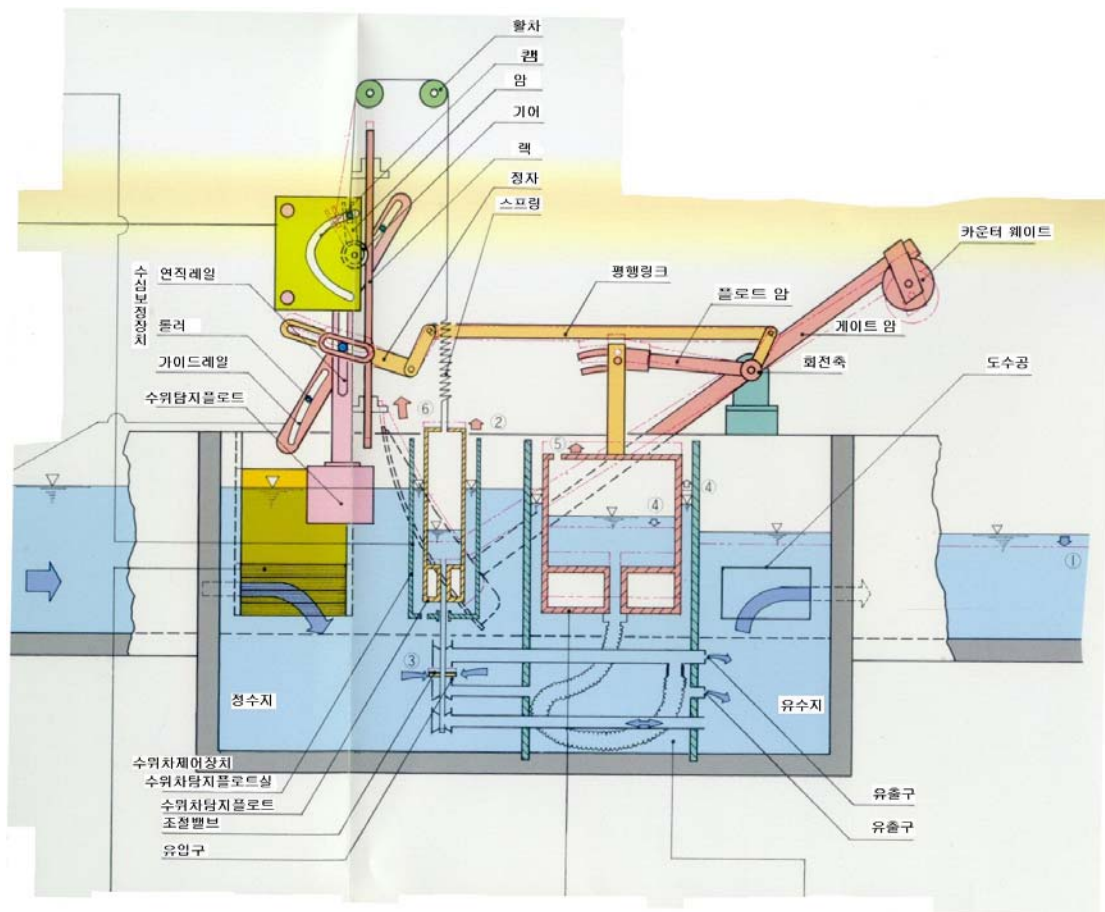 활차
캠
암
기어
랙
정자
스프링
카운터 웨이트
평행링크
플로트 암
게이트 암
회전축
도수공
수심보정장치
연직레일
롤러
가이드레일
수위탐지플로트
⑥
②
⑤
④
④
①
③
정수지
유수지
수위차제어장치
수위차탐지플로트실
수위차탐지플로트
조절밸브
유입구
유출구
유출구